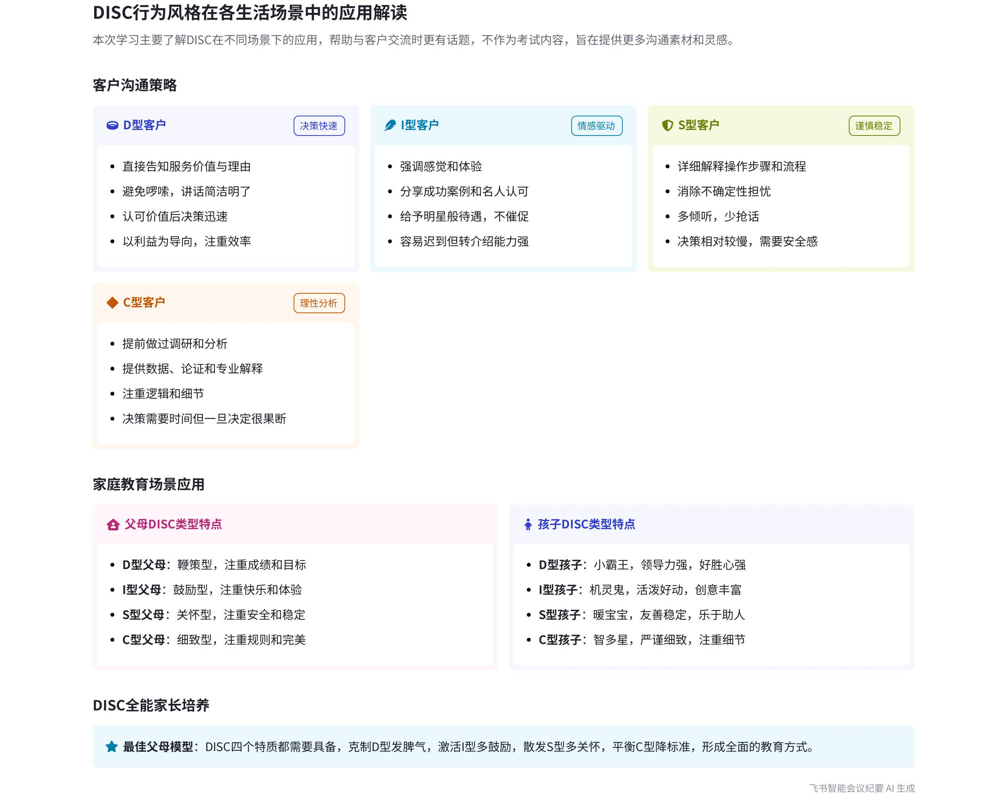 DISC行为风格在各生活场景中的应用解读
本次学习主要了解DISC在不同场景下的应用，帮助与客户交流时更有话题，不作为考试内容，旨在提供更多沟通素材和灵感。
客户沟通策略
D型客户
决策快速
直接告知服务价值与理由
避免啰嗦，讲话简洁明了
认可价值后决策迅速
以利益为导向，注重效率
I型客户
情感驱动
强调感觉和体验
分享成功案例和名人认可
给予明星般待遇，不催促
容易迟到但转介绍能力强
S型客户
谨慎稳定
详细解释操作步骤和流程
消除不确定性担忧
多倾听，少抢话
决策相对较慢，需要安全感
C型客户
理性分析
提前做过调研和分析
提供数据、论证和专业解释
注重逻辑和细节
决策需要时间但一旦决定很果断
家庭教育场景应用
父母DISC类型特点
D型父母：鞭策型，注重成绩和目标
I型父母：鼓励型，注重快乐和体验
S型父母：关怀型，注重安全和稳定
C型父母：细致型，注重规则和完美
孩子DISC类型特点
D型孩子：小霸王，领导力强，好胜心强
I型孩子：机灵鬼，活泼好动，创意丰富
S型孩子：暖宝宝，友善稳定，乐于助人
C型孩子：智多星，严谨细致，注重细节
DISC全能家长培养
最佳父母模型：DISC四个特质都需要具备，克制D型发脾气，激活I型多鼓励，散发S型多关怀，平衡C型降标准，形成全面的教育方式。
飞书智能会议纪要 AI 生成